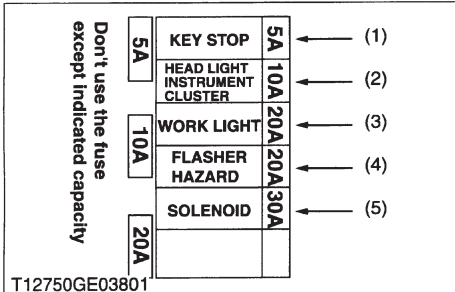 Don't use the fuse
except indicated capacity
5A
10A
20A
KEY STOP 5A (1)
HEAD LIGHT
INSTRUMENT
CLUSTER 10A (2)
WORK LIGHT 20A (3)
FLASHER
HAZARD 20A (4)
SOLENOID 30A (5)
T12750GE03801